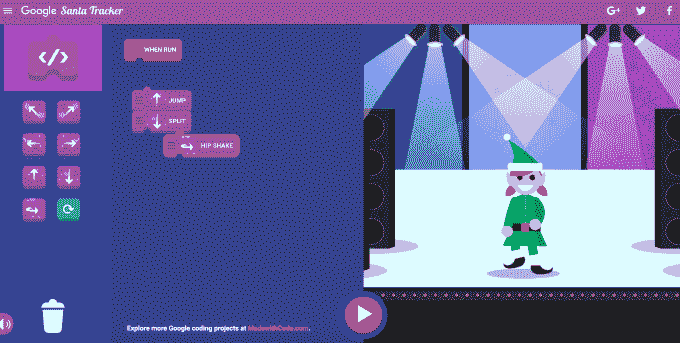 Google Santa Tracker
WHEN RUN
JUMP
SPLIT
HIP SHAKE
Explore more Google coding projects at MadewithCode.com.